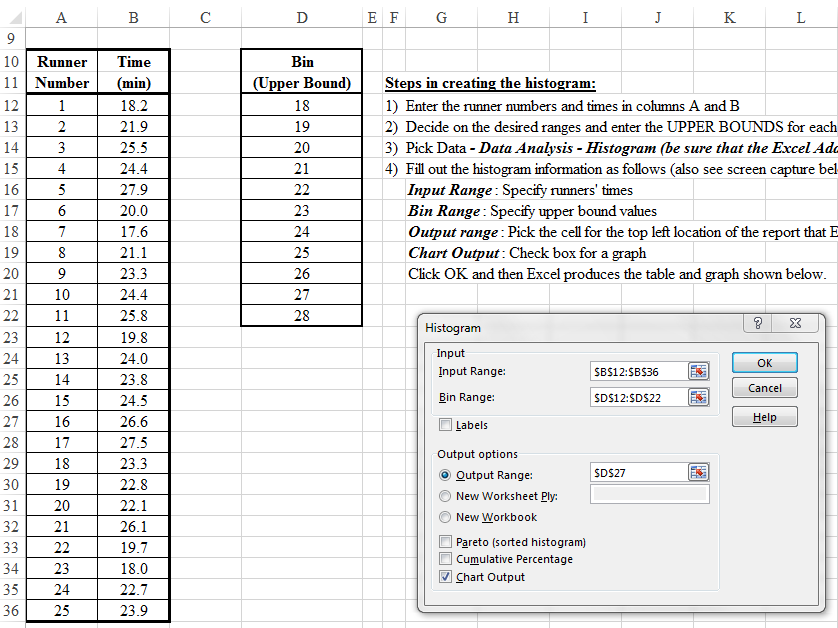 A B C D E F G H I J K L
9
10 Runner Time Bin
11 Number (min) (Upper Bound) Steps in creating the histogram:
12 1 18.2 18 1) Enter the runner numbers and times in columns A and B
13 2 21.9 19 2) Decide on the desired ranges and enter the UPPER BOUNDS for each
14 3 25.5 20 3) Pick Data - Data Analysis - Histogram (be sure that the Excel Add
15 4 24.4 21 4) Fill out the histogram information as follows (also see screen capture bel
16 5 27.9 22 Input Range : Specify runners' times
17 6 20.0 23 Bin Range : Specify upper bound values
18 7 17.6 24 Output range : Pick the cell for the top left location of the report that E
19 8 21.1 25 Chart Output : Check box for a graph
20 9 23.3 26 Click OK and then Excel produces the table and graph shown below.
21 10 24.4 27
22 11 25.8 28
23 12 19.8
24 13 24.0
25 14 23.8
26 15 24.5
27 16 26.6
28 17 27.5
29 18 23.3
30 19 22.8
31 20 22.1
32 21 26.1
33 22 19.7
34 23 18.0
35 24 22.7
36 25 23.9
Histogram ?
Input
Input Range: $B$12:$B$36 OK
Bin Range: $D$12:$D$22 Cancel
Labels Help
Output options
Output Range: $D$27
New Worksheet Ply:
New Workbook
Pareto (sorted histogram)
Cumulative Percentage
Chart Output